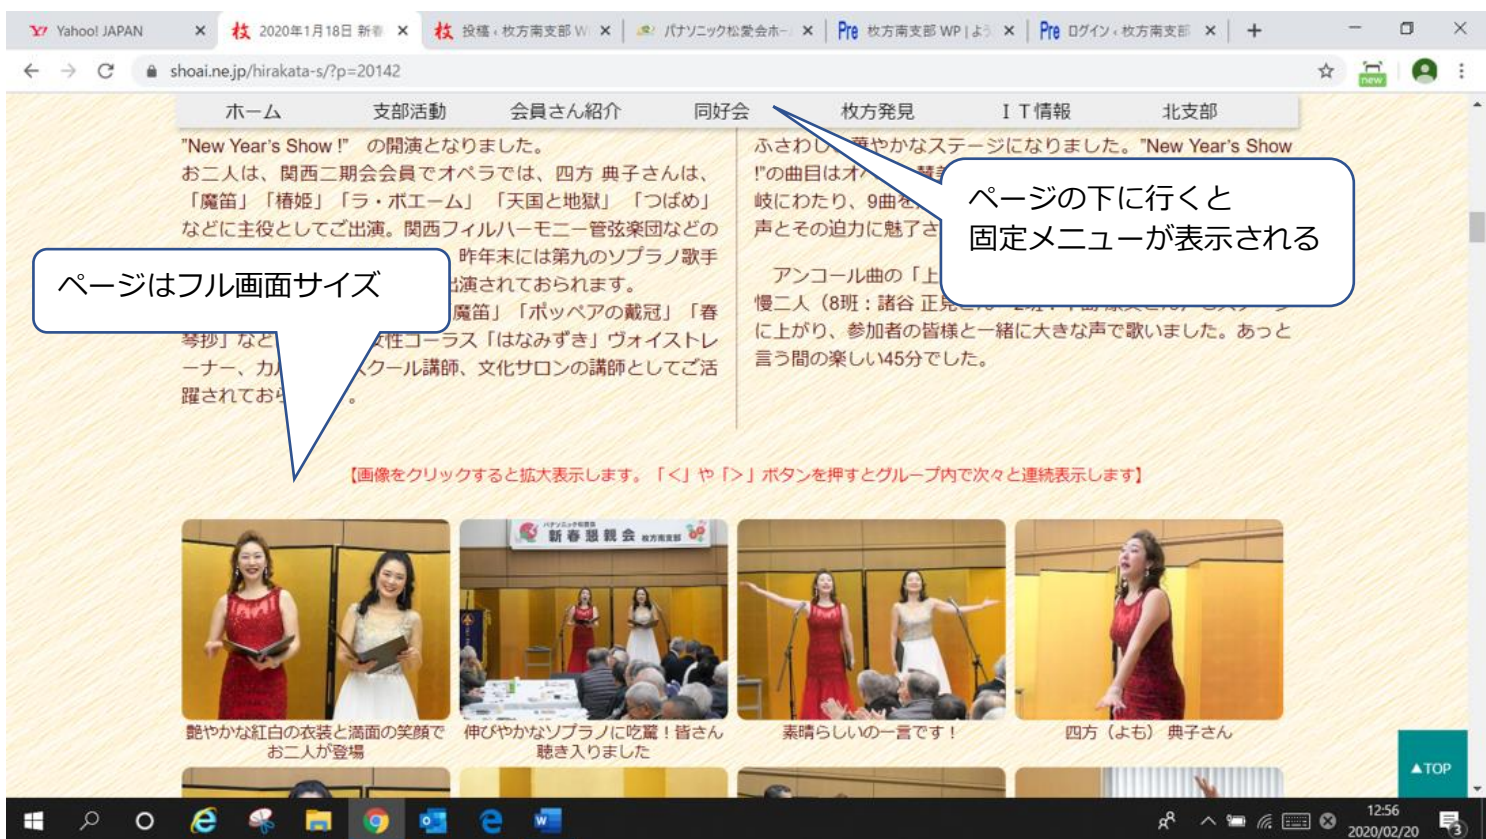 Yahoo! JAPAN
2020年1月18日 新春
投稿 ‹ 枚方南支部 W
パナソニック松愛会ホー
枚方南支部 WP | よう
ログイン ‹ 枚方南支部
shoai.ne.jp/hirakata-s/?p=20142
new
ホーム 支部活動 会員さん紹介 同好会 枚方発見 ＩＴ情報 北支部
"New Year's Show !" の開演となりました。
お二人は、関西二期会会員でオペラでは、四方 典子さんは、
「魔笛」「椿姫」「ラ・ボエーム」「天国と地獄」「つばめ」
などに主役としてご出演。関西フィルハーモニー管弦楽団などの
昨年末には第九のソプラノ歌手
出演されておられます。
魔笛」「ポッペアの戴冠」「春
琴抄」など 女性コーラス「はなみずき」ヴォイストレ
ーナー、カル スクール講師、文化サロンの講師としてご活
躍されておら 。
ページはフル画面サイズ
ふさわしい華やかなステージになりました。"New Year's Show
!"の曲目はオペ
岐にわたり、9曲を
声とその迫力に魅了さ
アンコール曲の「上
慢二人（8班：諸谷 正見
に上がり、参加者の皆様と一緒に大きな声で歌いました。あっと
言う間の楽しい45分でした。
ページの下に行くと
固定メニューが表示される
【画像をクリックすると拡大表示します。「＜」や「＞」ボタンを押すとグループ内で次々と連続表示します】
パナソニック松愛会
新春懇親会 枚方南支部
艶やかな紅白の衣装と満面の笑顔で
お二人が登場
伸びやかなソプラノに吃驚！皆さん
聴き入りました
素晴らしいの一言です！
四方（よも） 典子さん
▲TOP
12:56
2020/02/20
3